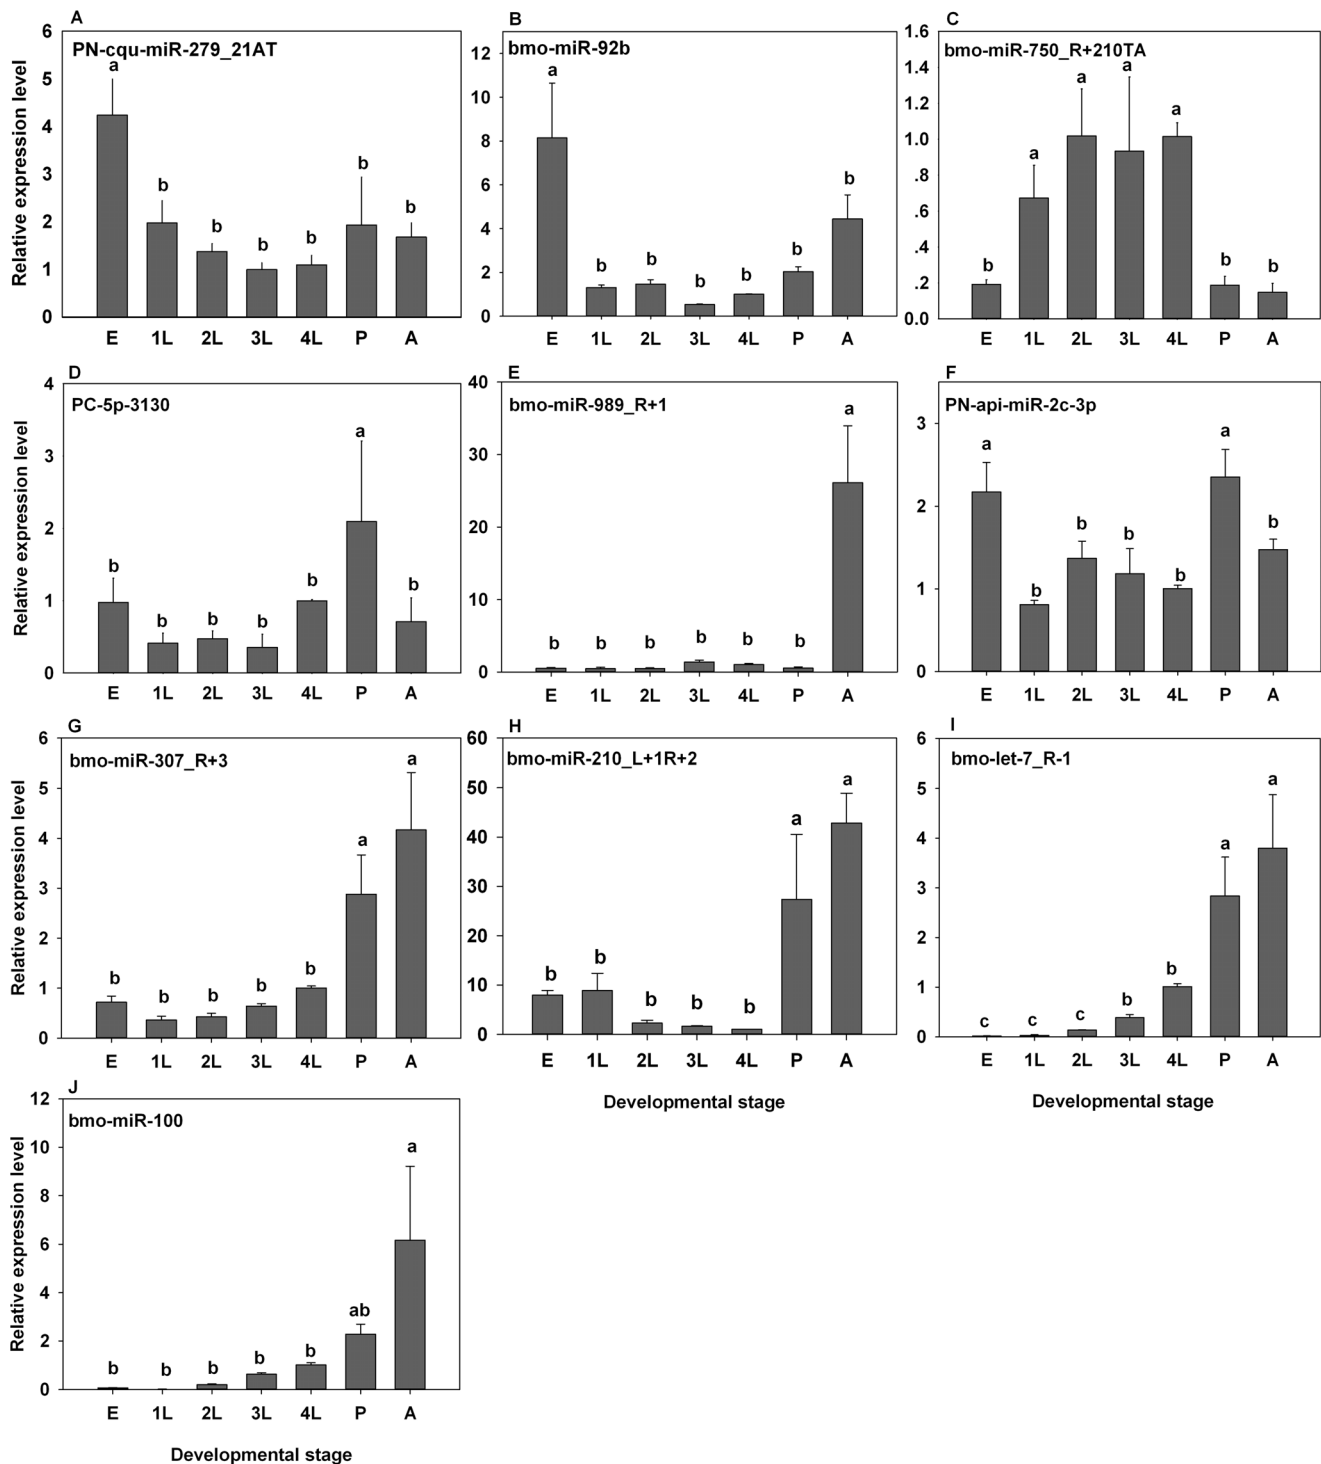 A
PN-cqu-miR-279_21AT
Relative expression level
6
5
4
3
2
1
0
a
b
b
b
b
b
b
E 1L 2L 3L 4L P A
B
bmo-miR-92b
12
10
8
6
4
2
0
a
b
b
b
b
b
b
E 1L 2L 3L 4L P A
C
bmo-miR-750_R+210TA
1.6
1.4
1.2
1.0
.8
.6
.4
.2
0.0
b
a
a
a
a
b
b
E 1L 2L 3L 4L P A
D
PC-5p-3130
Relative expression level
4
3
2
1
0
b
b
b
b
b
a
b
E 1L 2L 3L 4L P A
E
bmo-miR-989_R+1
40
30
20
10
0
b
b
b
b
b
b
a
E 1L 2L 3L 4L P A
F
PN-api-miR-2c-3p
3
2
1
0
a
b
b
b
b
a
b
E 1L 2L 3L 4L P A
G
bmo-miR-307_R+3
Relative expression level
6
5
4
3
2
1
0
b
b
b
b
b
a
a
E 1L 2L 3L 4L P A
H
bmo-miR-210_L+1R+2
60
50
40
30
20
10
0
b
b
b
b
b
a
a
E 1L 2L 3L 4L P A
Developmental stage
I
bmo-let-7_R-1
6
5
4
3
2
1
0
c
c
c
b
b
a
a
E 1L 2L 3L 4L P A
Developmental stage
J
bmo-miR-100
Relative expression level
12
10
8
6
4
2
0
b
b
b
b
b
ab
a
E 1L 2L 3L 4L P A
Developmental stage